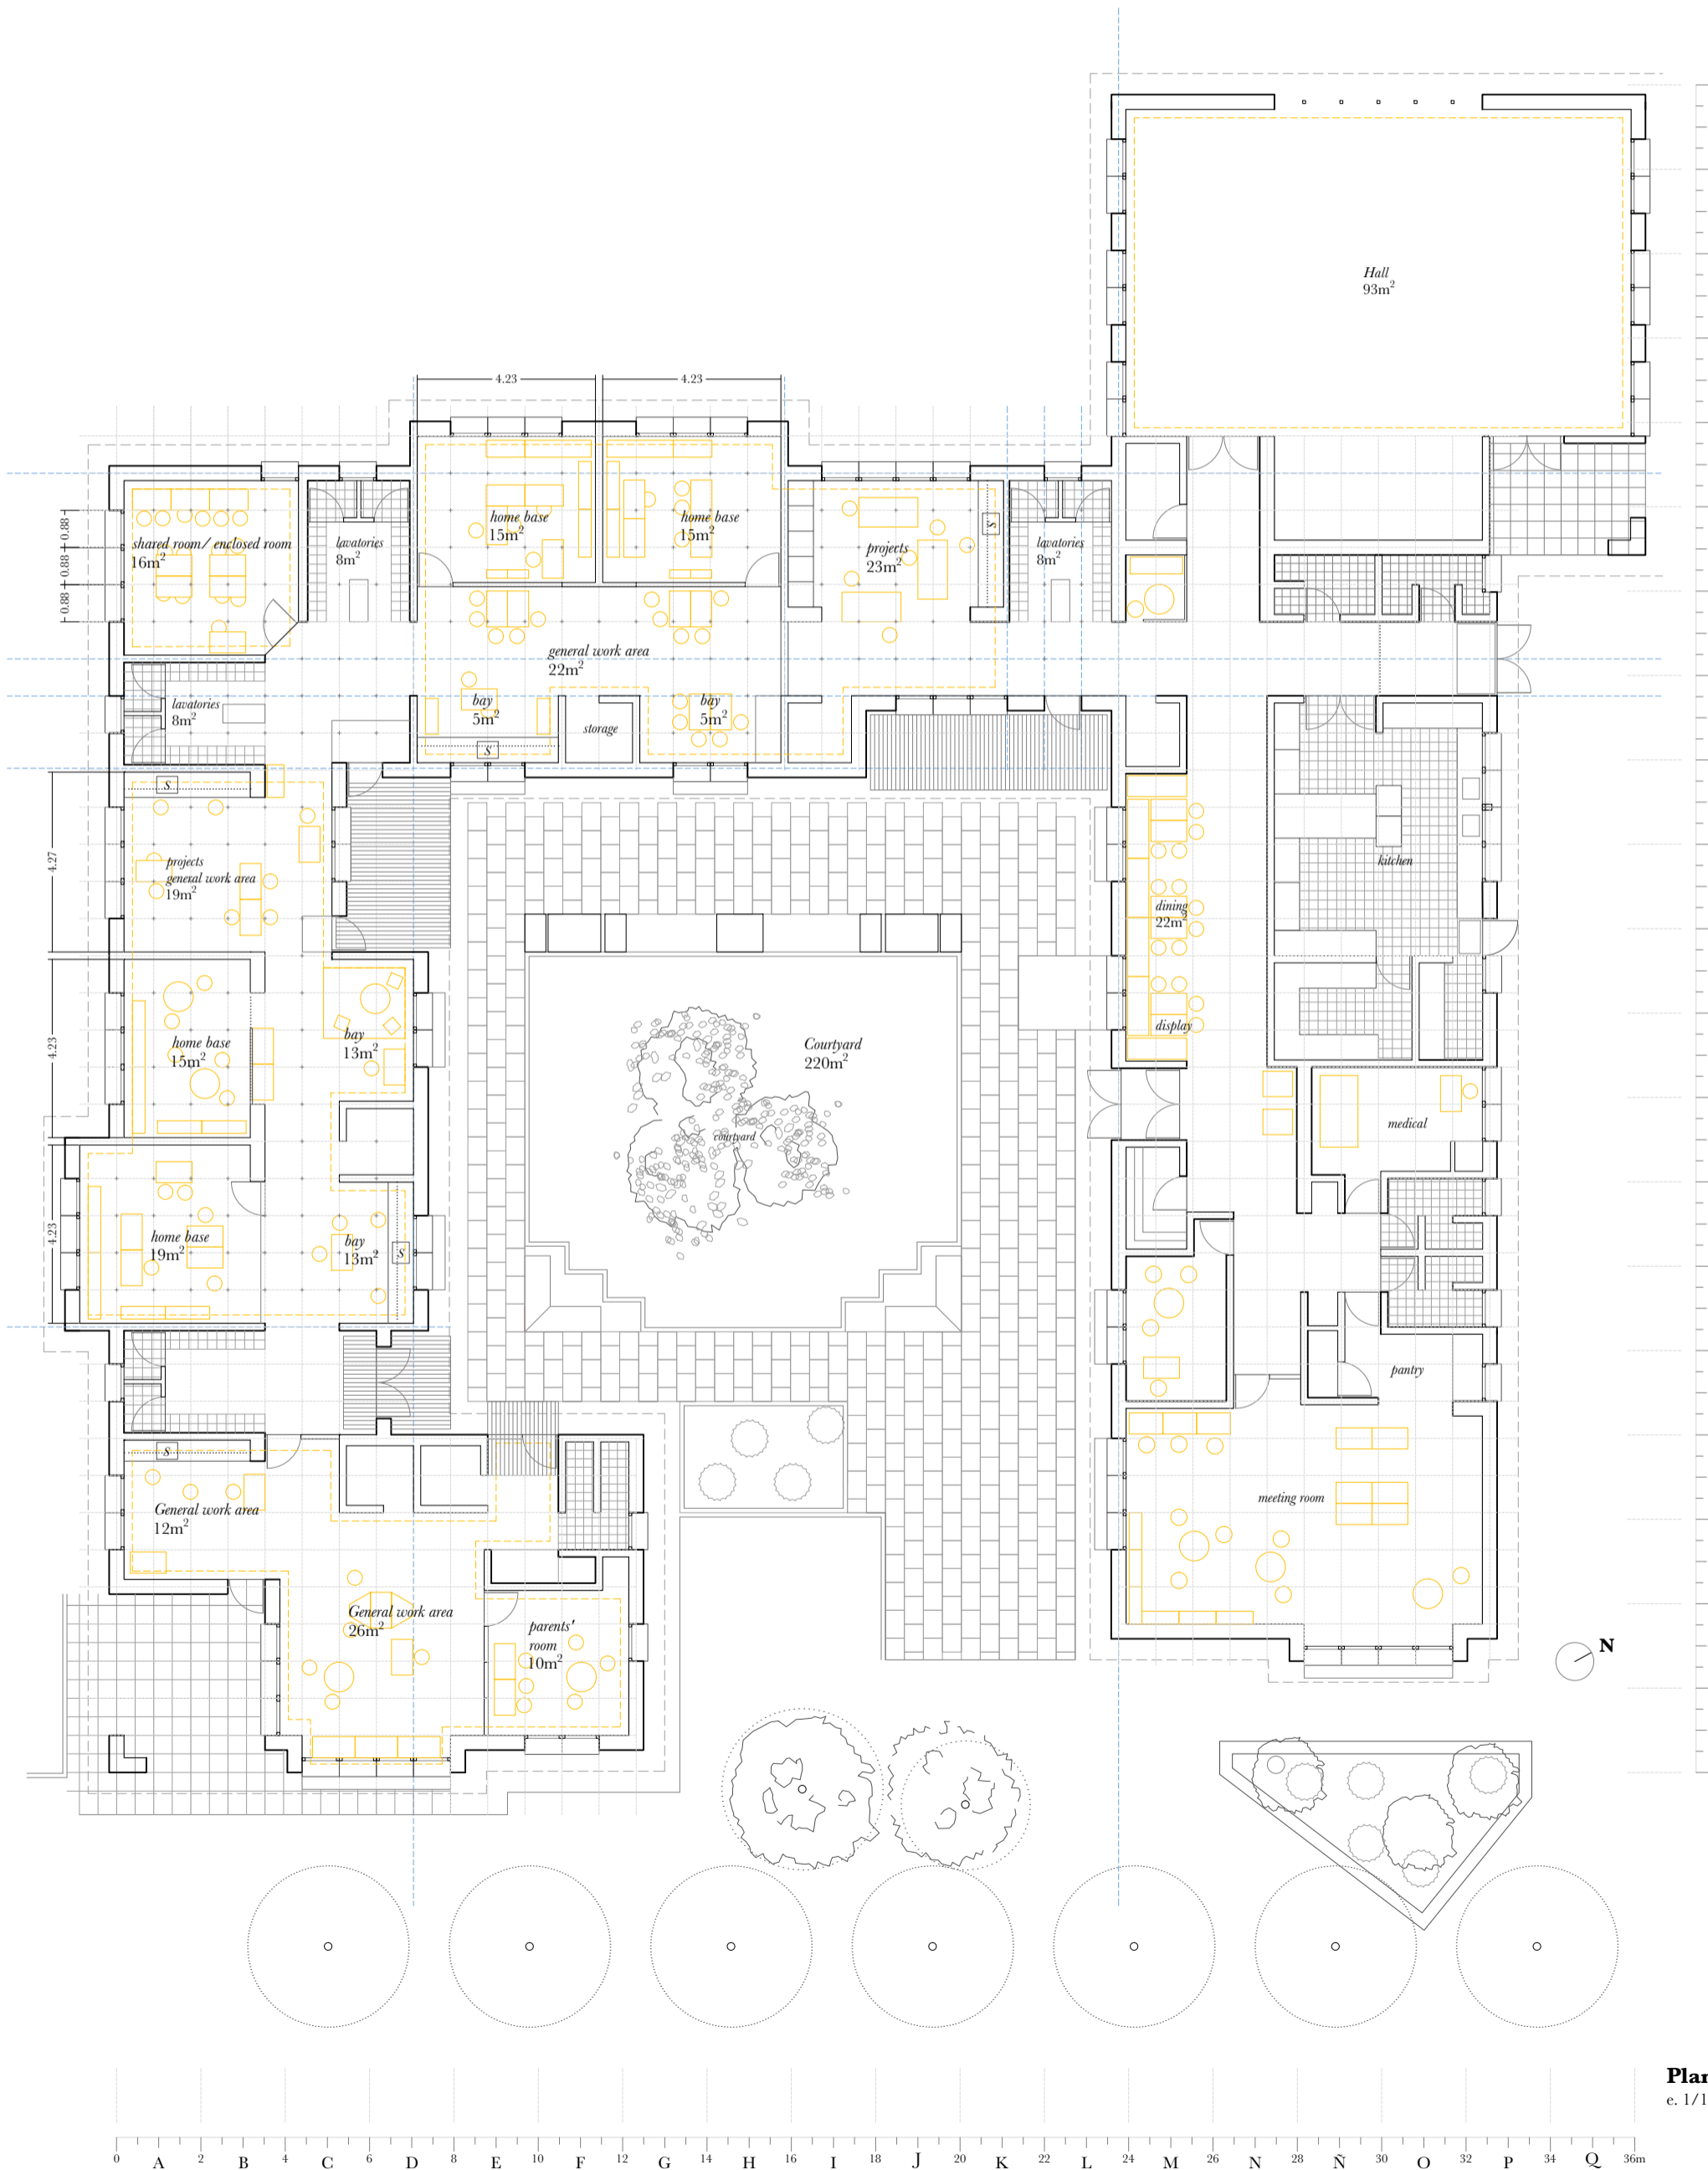 Hall
93m²
4.23
4.23
0.88
0.88
0.88
shared room/ enclosed room
16m²
lavatories
8m²
home base
15m²
home base
15m²
projects
23m²
S
lavatories
8m²
general work area
22m²
lavatories
8m²
bay
5m²
storage
bay
5m²
S
S
4.27
projects
general work area
19m²
kitchen
dining
22m²
display
4.23
home base
15m²
bay
13m²
Courtyard
220m²
courtyard
medical
4.23
home base
19m²
bay
13m²
S
pantry
S
General work area
12m²
meeting room
General work area
26m²
parents'
room
10m²
N
Plan
e. 1/1
0 A 2 B 4 C 6 D 8 E 10 F 12 G 14 H 16 I 18 J 20 K 22 L 24 M 26 N 28 Ñ 30 O 32 P 34 Q 36m